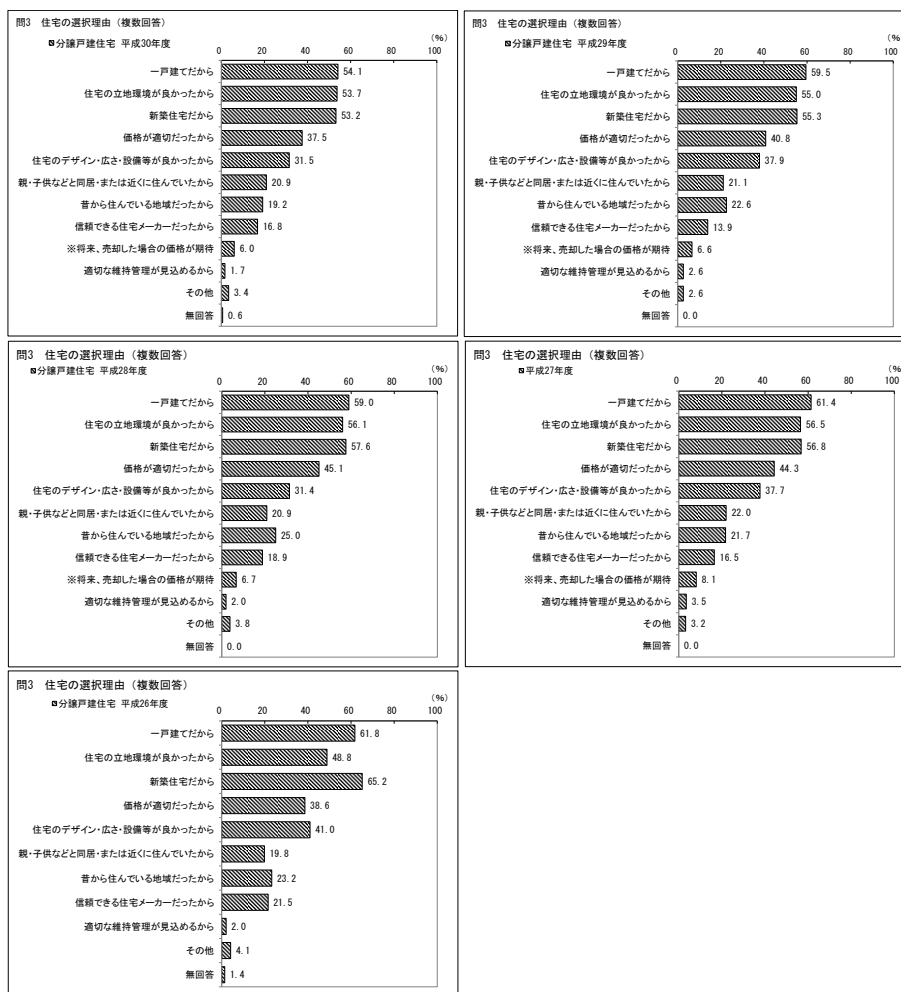 問3　住宅の選択理由（複数回答）
分譲戸建住宅 平成30年度
（%）
0 20 40 60 80 100
一戸建てだから 54.1
住宅の立地環境が良かったから 53.7
新築住宅だから 53.2
価格が適切だったから 37.5
住宅のデザイン・広さ・設備等が良かったから 31.5
親・子供などと同居・または近くに住んでいたから 20.9
昔から住んでいる地域だったから 19.2
信頼できる住宅メーカーだったから 16.8
※将来、売却した場合の価格が期待 6.0
適切な維持管理が見込めるから 1.7
その他 3.4
無回答 0.6
問3　住宅の選択理由（複数回答）
分譲戸建住宅 平成29年度
（%）
0 20 40 60 80 100
一戸建てだから 59.5
住宅の立地環境が良かったから 55.0
新築住宅だから 55.3
価格が適切だったから 40.8
住宅のデザイン・広さ・設備等が良かったから 37.9
親・子供などと同居・または近くに住んでいたから 21.1
昔から住んでいる地域だったから 22.6
信頼できる住宅メーカーだったから 13.9
※将来、売却した場合の価格が期待 6.6
適切な維持管理が見込めるから 2.6
その他 2.6
無回答 0.0
問3　住宅の選択理由（複数回答）
分譲戸建住宅 平成28年度
（%）
0 20 40 60 80 100
一戸建てだから 59.0
住宅の立地環境が良かったから 56.1
新築住宅だから 57.6
価格が適切だったから 45.1
住宅のデザイン・広さ・設備等が良かったから 31.4
親・子供などと同居・または近くに住んでいたから 20.9
昔から住んでいる地域だったから 25.0
信頼できる住宅メーカーだったから 18.9
※将来、売却した場合の価格が期待 6.7
適切な維持管理が見込めるから 2.0
その他 3.8
無回答 0.0
問3　住宅の選択理由（複数回答）
平成27年度
（%）
0 20 40 60 80 100
一戸建てだから 61.4
住宅の立地環境が良かったから 56.5
新築住宅だから 56.8
価格が適切だったから 44.3
住宅のデザイン・広さ・設備等が良かったから 37.7
親・子供などと同居・または近くに住んでいたから 22.0
昔から住んでいる地域だったから 21.7
信頼できる住宅メーカーだったから 16.5
※将来、売却した場合の価格が期待 8.1
適切な維持管理が見込めるから 3.5
その他 3.2
無回答 0.0
問3　住宅の選択理由（複数回答）
分譲戸建住宅 平成26年度
（%）
0 20 40 60 80 100
一戸建てだから 61.8
住宅の立地環境が良かったから 48.8
新築住宅だから 65.2
価格が適切だったから 38.6
住宅のデザイン・広さ・設備等が良かったから 41.0
親・子供などと同居・または近くに住んでいたから 19.8
昔から住んでいる地域だったから 23.2
信頼できる住宅メーカーだったから 21.5
適切な維持管理が見込めるから 2.0
その他 4.1
無回答 1.4